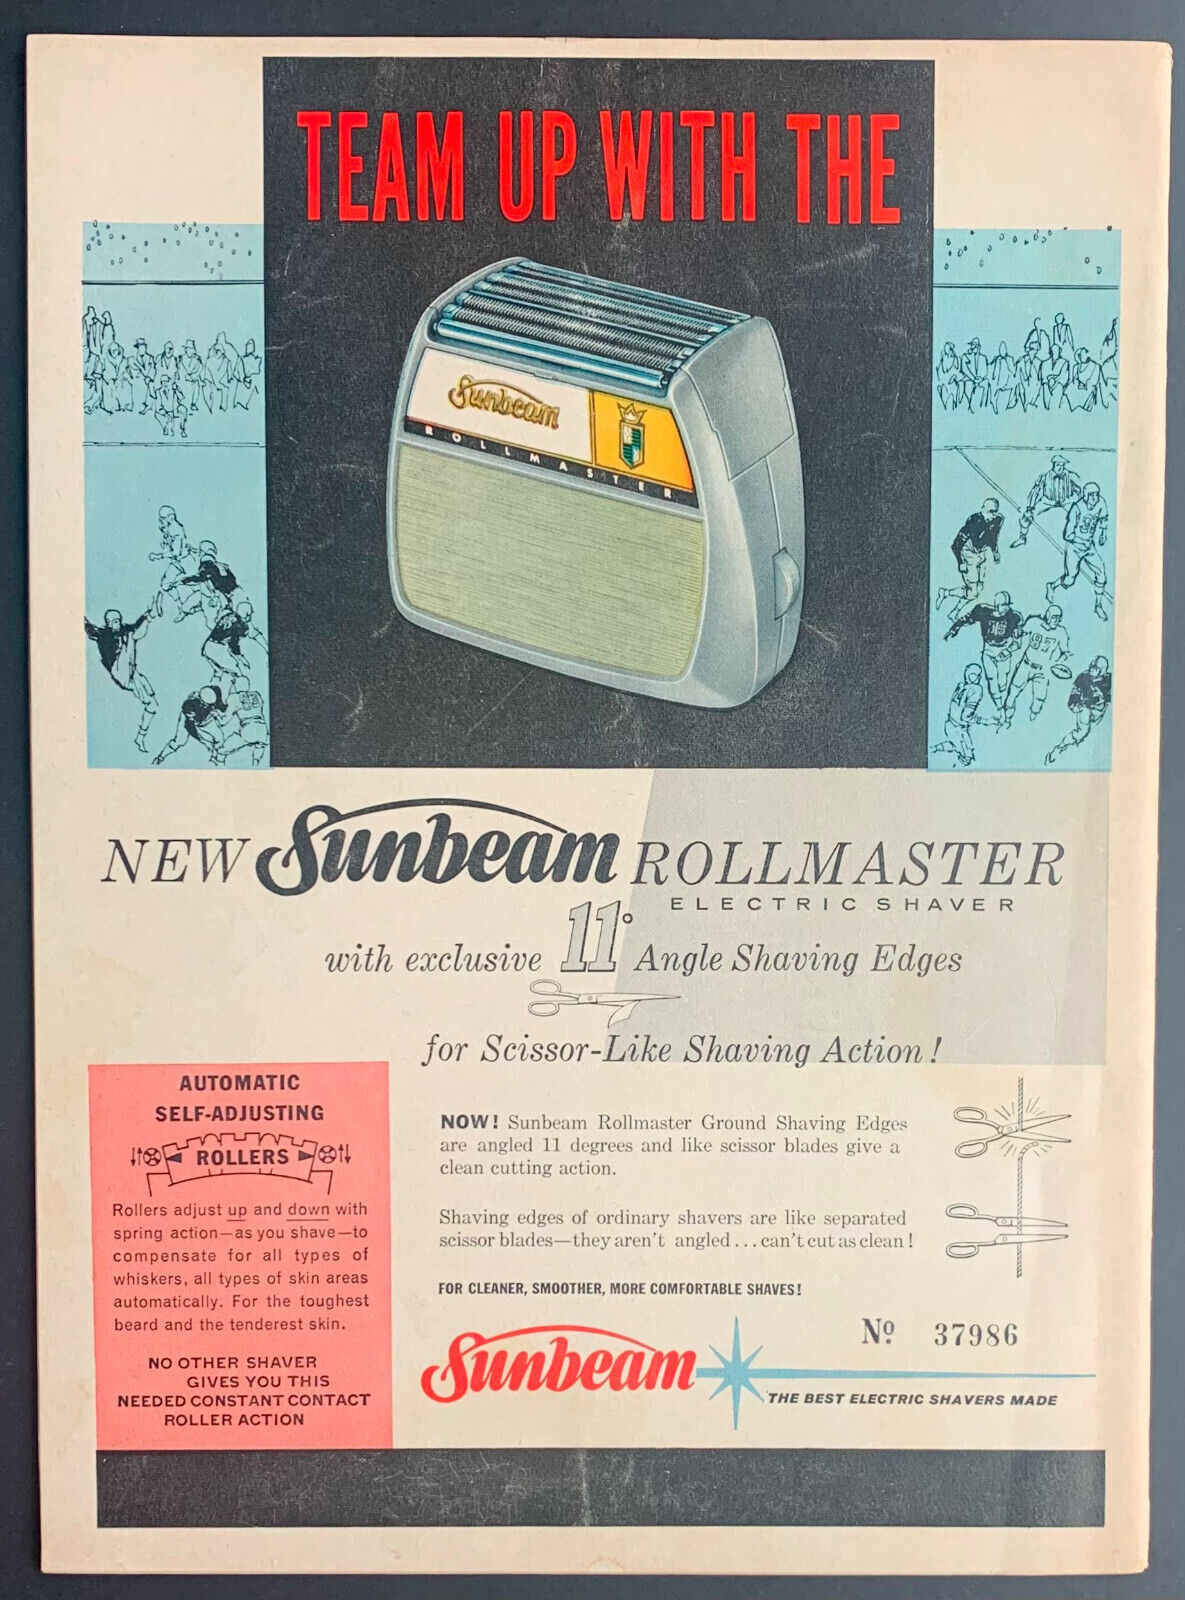 TEAM UP WITH THE
Sunbeam
ROLLMASTER
NEW Sunbeam ROLLMASTER
ELECTRIC SHAVER
with exclusive 11° Angle Shaving Edges
for Scissor-Like Shaving Action!
AUTOMATIC
SELF-ADJUSTING
ROLLERS
Rollers adjust up and down with
spring action—as you shave—to
compensate for all types of
whiskers, all types of skin areas
automatically. For the toughest
beard and the tenderest skin.
NO OTHER SHAVER
GIVES YOU THIS
NEEDED CONSTANT CONTACT
ROLLER ACTION
NOW! Sunbeam Rollmaster Ground Shaving Edges
are angled 11 degrees and like scissor blades give a
clean cutting action.
Shaving edges of ordinary shavers are like separated
scissor blades—they aren't angled . . . can't cut as clean!
FOR CLEANER, SMOOTHER, MORE COMFORTABLE SHAVES!
Nº 37986
Sunbeam
THE BEST ELECTRIC SHAVERS MADE